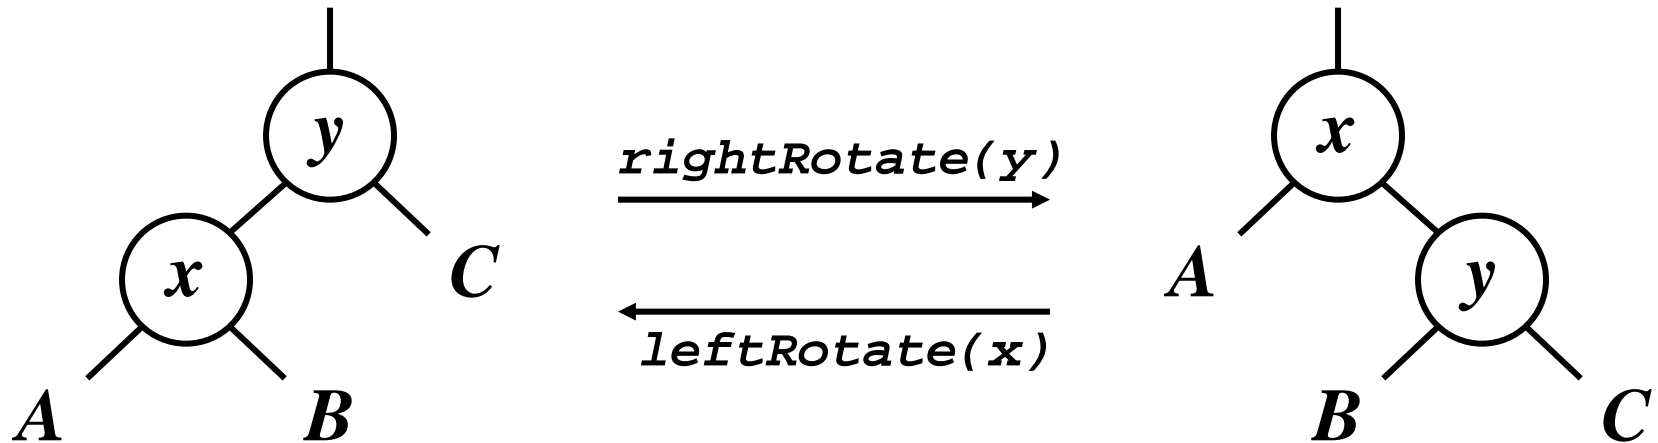 y
x
C
A
B
rightRotate(y)
leftRotate(x)
x
A
y
B
C